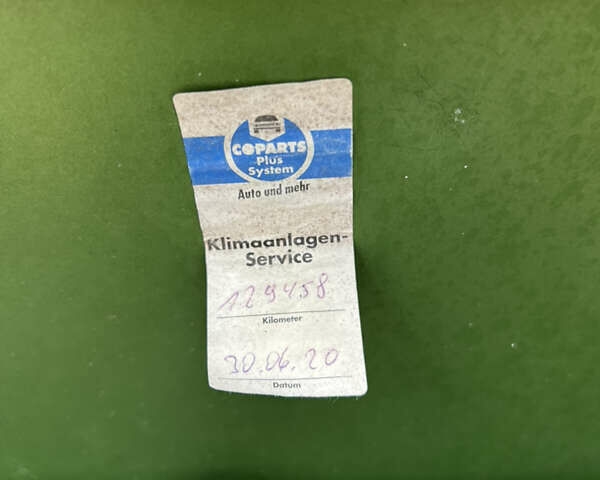 COPARTS
Plus
System
Auto und mehr
Klimaanlagen-
Service
129458
Kilometer
30.06.20
Datum